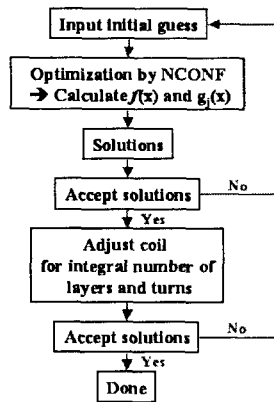 Input initial guess
Optimization by NCONF
➔ Calculate f(x) and gj(x)
Solutions
Accept solutions
No
Yes
Adjust coil
for integral number of
layers and turns
Accept solutions
No
Yes
Done